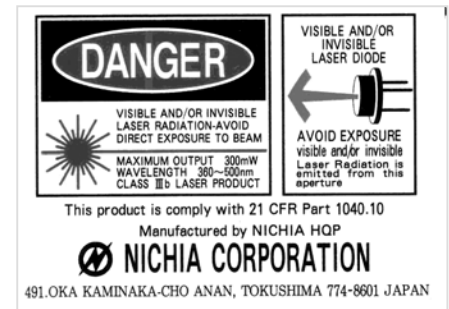 DANGER
VISIBLE AND/OR INVISIBLE
LASER RADIATION-AVOID
DIRECT EXPOSURE TO BEAM
MAXIMUM OUTPUT 300mW
WAVELENGTH 360~500nm
CLASS Ⅲb LASER PRODUCT
VISIBLE AND/OR
INVISIBLE
LASER DIODE
AVOID EXPOSURE
visible and/or invisible
Laser Radiation is
emitted from this
aperture
This product is comply with 21 CFR Part 1040.10
Manufactured by NICHIA HQP
NICHIA CORPORATION
491.OKA KAMINAKA-CHO ANAN, TOKUSHIMA 774-8601 JAPAN